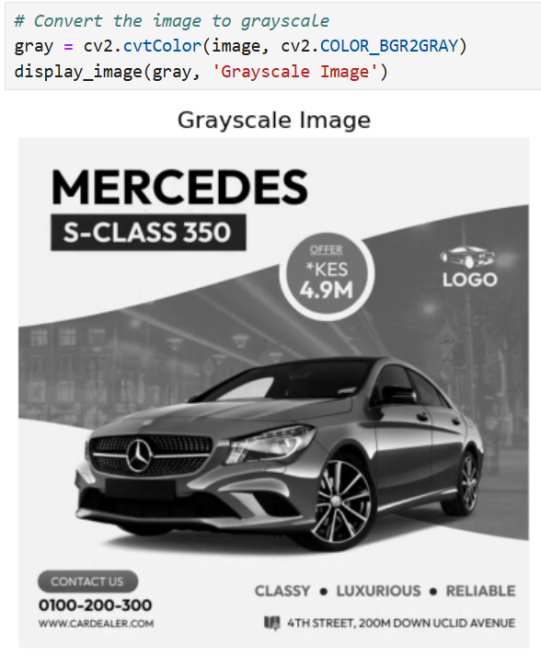 # Convert the image to grayscale
gray = cv2.cvtColor(image, cv2.COLOR_BGR2GRAY)
display_image(gray, 'Grayscale Image')
Grayscale Image
MERCEDES
S-CLASS 350
OFFER
*KES
4.9M
LOGO
CONTACT US
0100-200-300
WWW.CARDEALER.COM
CLASSY ● LUXURIOUS ● RELIABLE
4TH STREET, 200M DOWN UCLID AVENUE